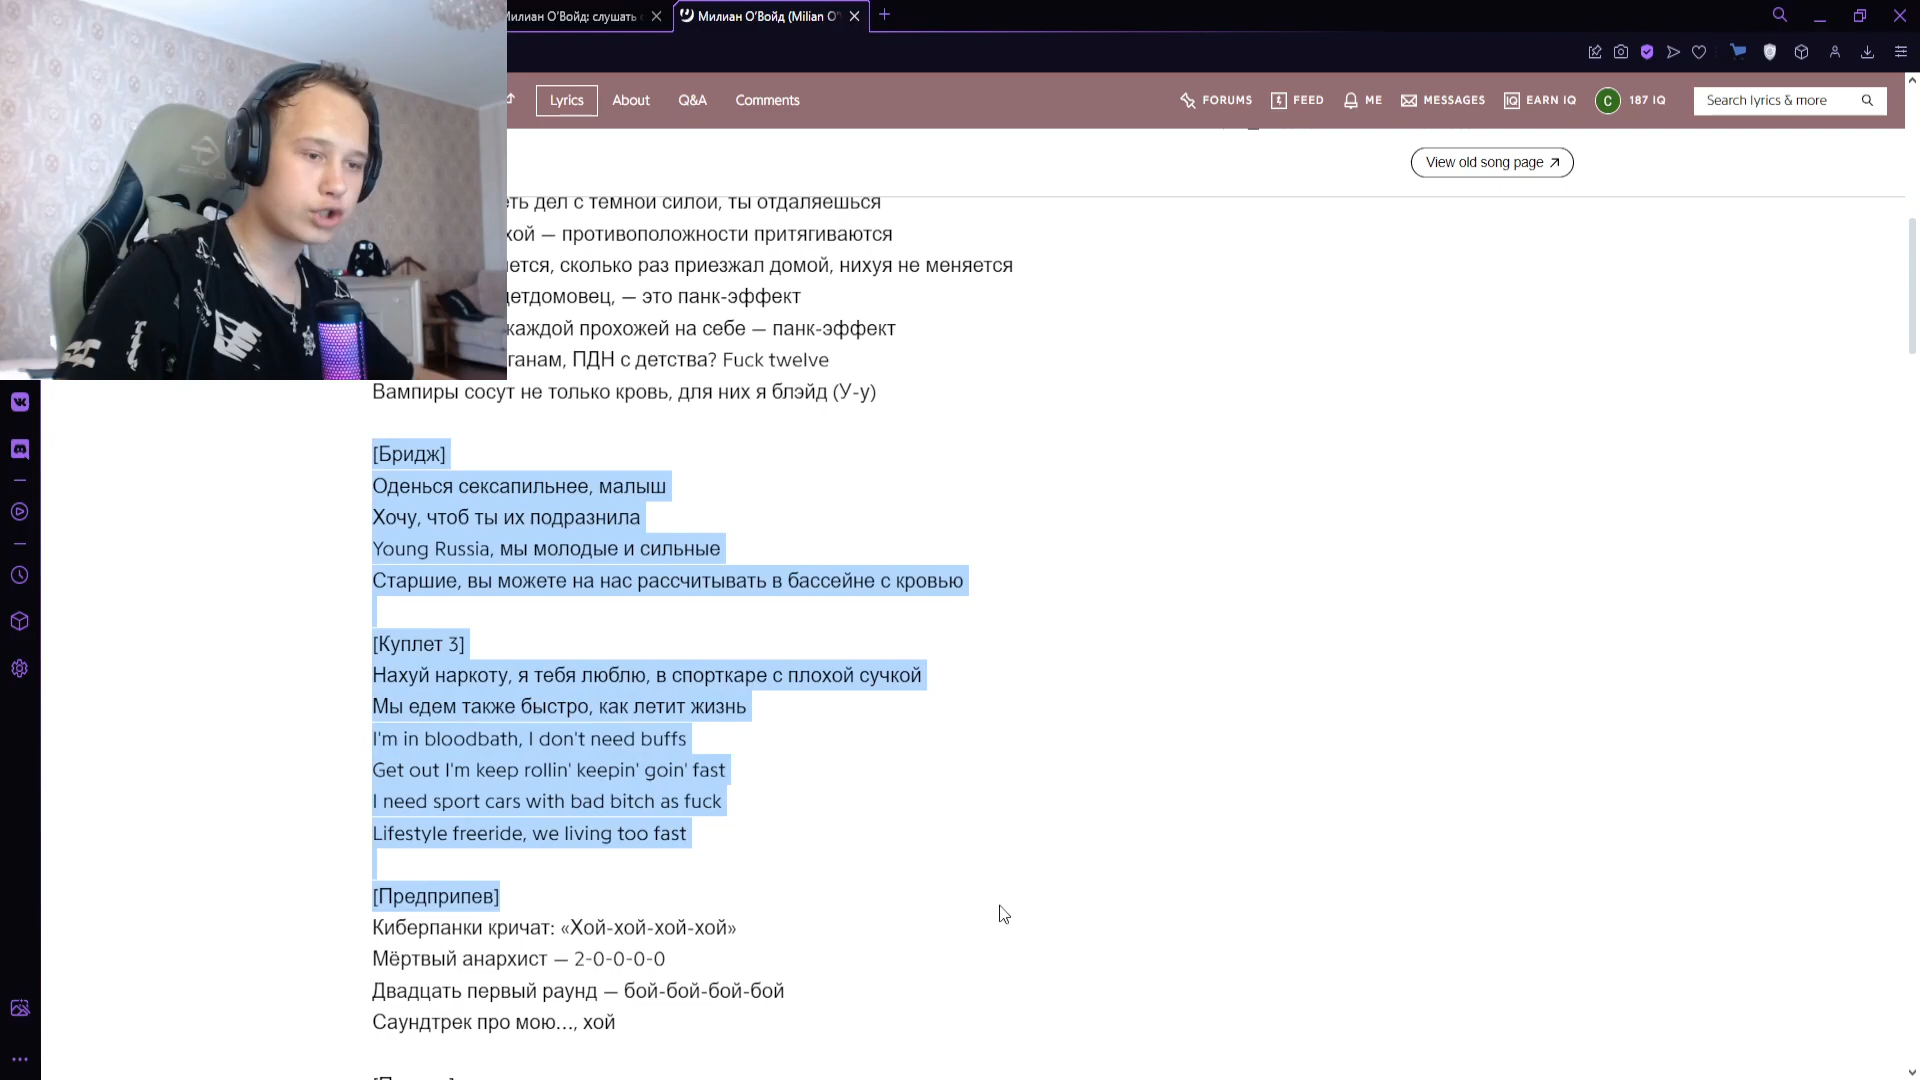 Милиан О'Войд: слушать
Милиан О'Войд (Milian O'
Lyrics
About
Q&A
Comments
FORUMS
FEED
ME
MESSAGES
EARN IQ
C
187 IQ
Search lyrics & more
View old song page
еть дел с тёмной силой, ты отдаляешься
хой — противоположности притягиваются
ется, сколько раз приезжал домой, нихуя не меняется
детдомовец, — это панк-эффект
каждой прохожей на себе — панк-эффект
ганам, ПДН с детства? Fuck twelve
Вампиры сосут не только кровь, для них я блэйд (У-у)
[Бридж]
Оденься сексапильнее, малыш
Хочу, чтоб ты их подразнила
Young Russia, мы молодые и сильные
Старшие, вы можете на нас рассчитывать в бассейне с кровью
[Куплет 3]
Нахуй наркоту, я тебя люблю, в спорткаре с плохой сучкой
Мы едем также быстро, как летит жизнь
I'm in bloodbath, I don't need buffs
Get out I'm keep rollin' keepin' goin' fast
I need sport cars with bad bitch as fuck
Lifestyle freeride, we living too fast
[Предприпев]
Киберпанки кричат: «Хой-хой-хой-хой»
Мёртвый анархист — 2-0-0-0-0
Двадцать первый раунд — бой-бой-бой-бой
Саундтрек про мою..., хой